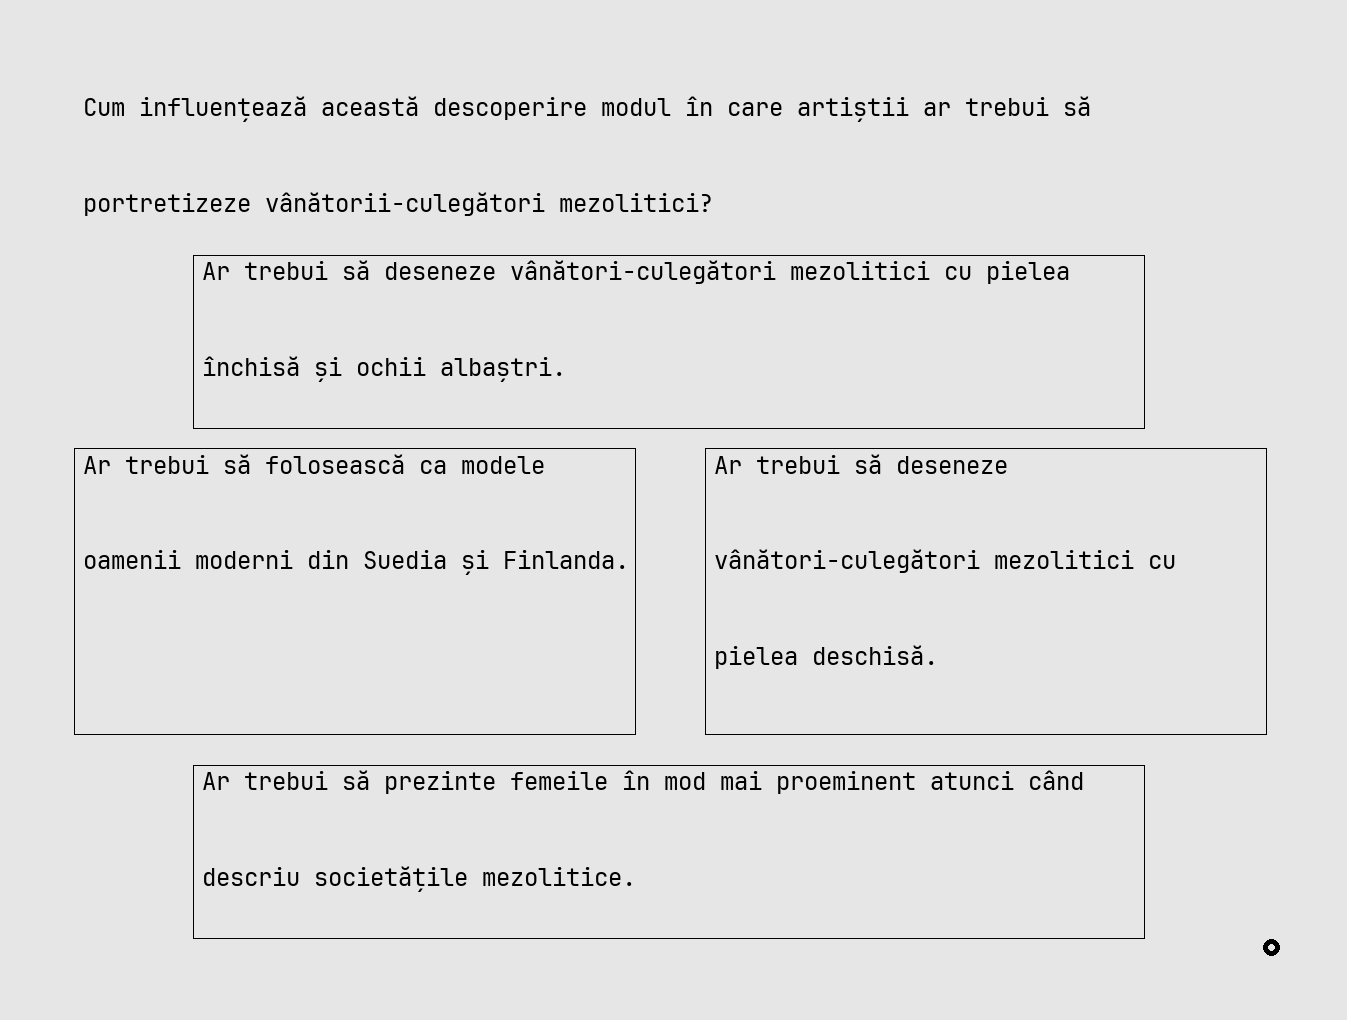 Cum influențează această descoperire modul în care artiștii ar trebui să
portretizeze vânătorii-culegători mezolitici?
Ar trebui să deseneze vânători-culegători mezolitici cu pielea
închisă și ochii albaștri.
Ar trebui să folosească ca modele
oamenii moderni din Suedia și Finlanda.
Ar trebui să deseneze
vânători-culegători mezolitici cu
pielea deschisă.
Ar trebui să prezinte femeile în mod mai proeminent atunci când
descriu societățile mezolitice.